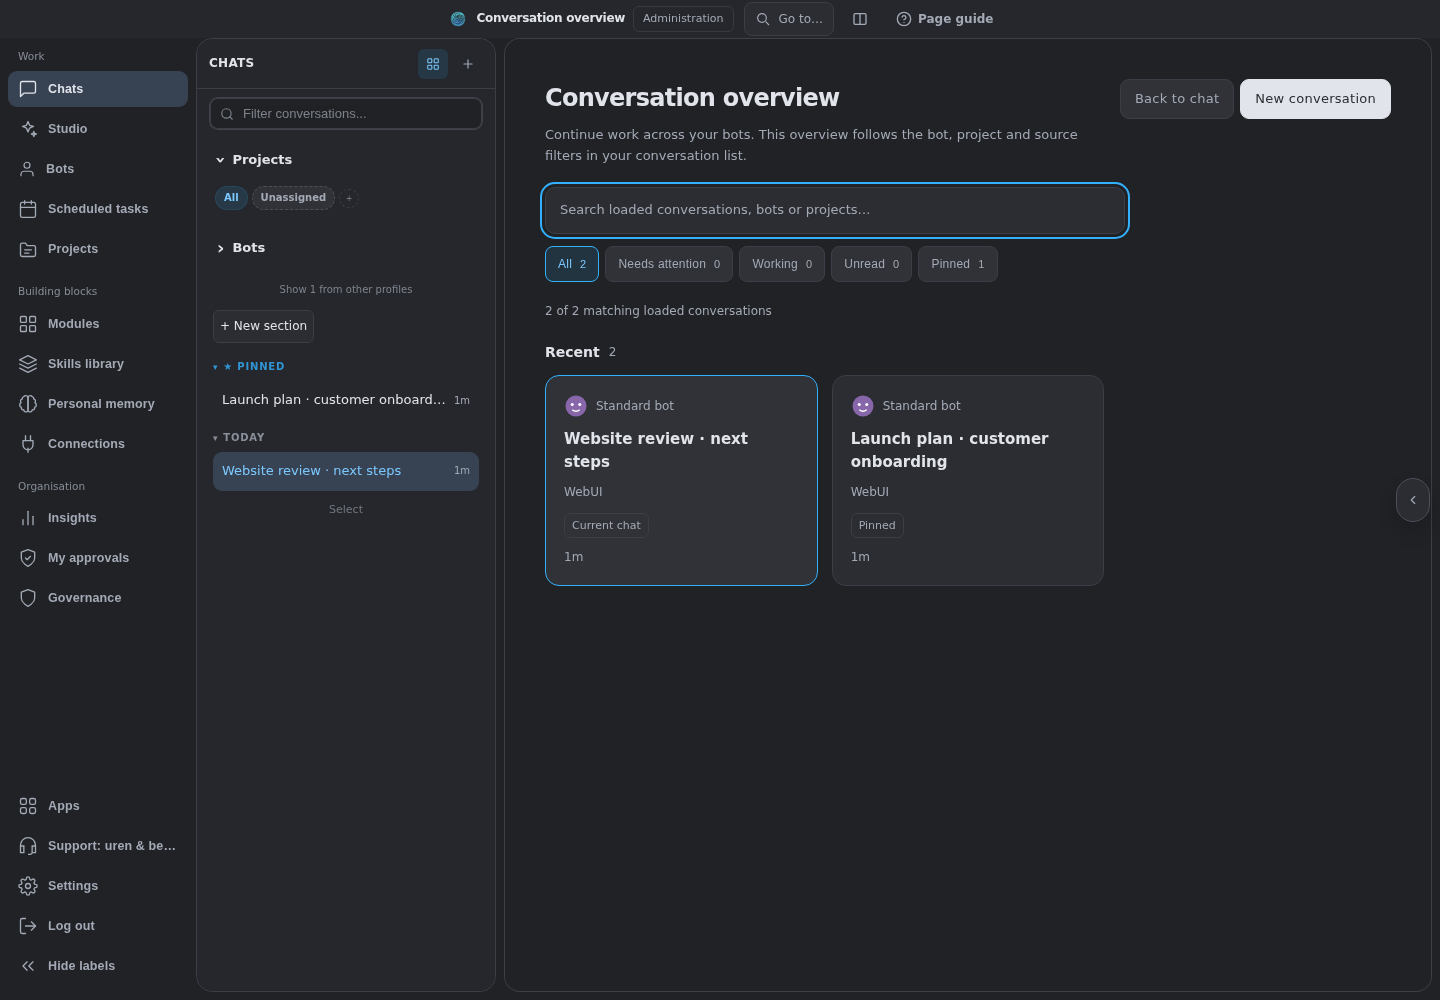 Conversation overview
Administration
Go to...
Page guide
Work
Chats
Studio
Bots
Scheduled tasks
Projects
Building blocks
Modules
Skills library
Personal memory
Connections
Organisation
Insights
My approvals
Governance
Apps
Support: uren & be...
Settings
Log out
Hide labels
CHATS
Filter conversations...
Projects
All
Unassigned
+
Bots
Show 1 from other profiles
+ New section
★ PINNED
Launch plan · customer onboard... 1m
TODAY
Website review · next steps 1m
Select
Conversation overview
Back to chat
New conversation
Continue work across your bots. This overview follows the bot, project and source
filters in your conversation list.
Search loaded conversations, bots or projects...
All 2
Needs attention 0
Working 0
Unread 0
Pinned 1
2 of 2 matching loaded conversations
Recent 2
Standard bot
Website review · next
steps
WebUI
Current chat
1m
Standard bot
Launch plan · customer
onboarding
WebUI
Pinned
1m